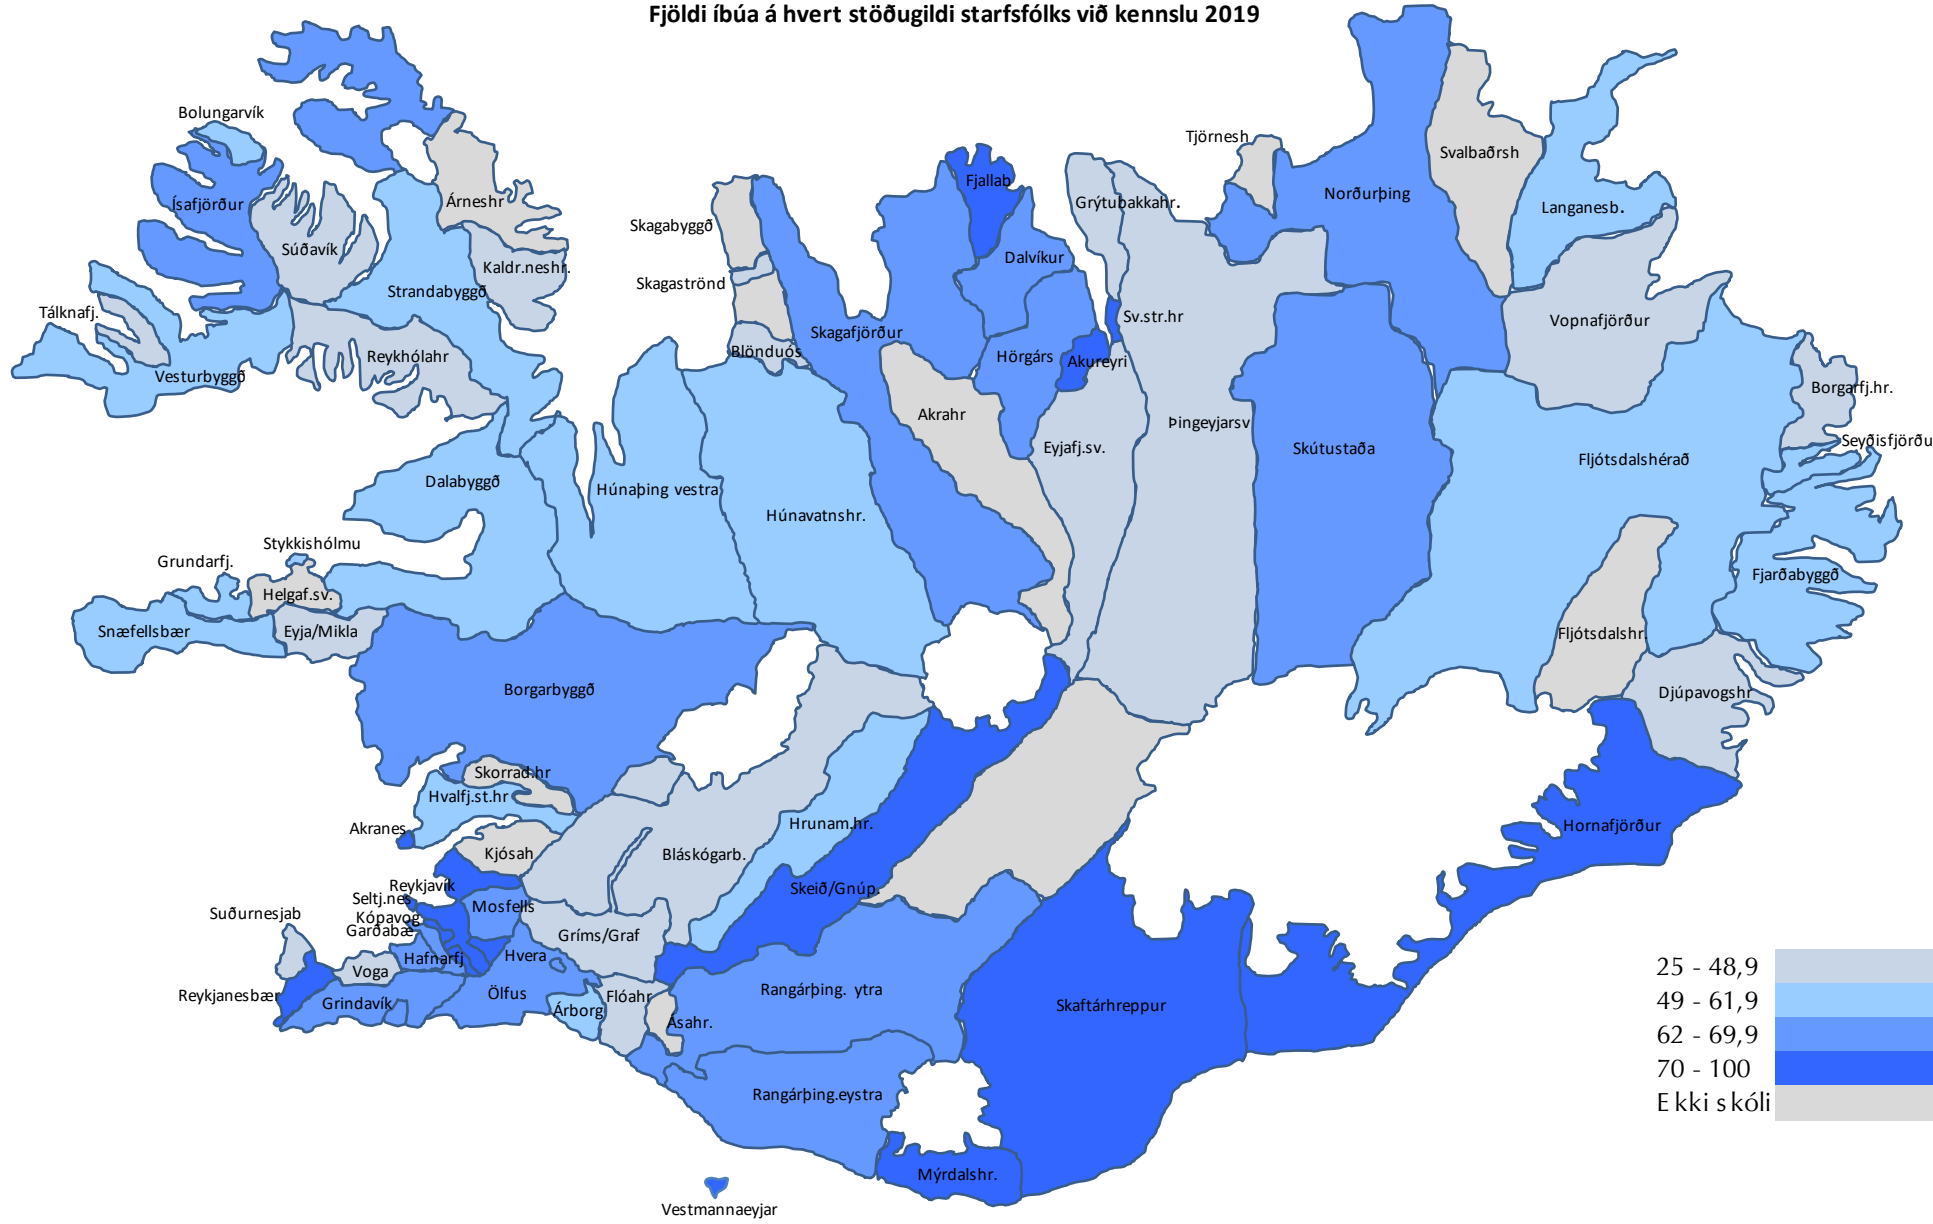 Fjöldi íbúa á hvert stöðugildi starfsfólks við kennslu 2019
Bolungarvík
Tjörnesh
Svalbaðrsh
Fjallab
Norðurþing
Ísafjörður
Árneshr
Grýtubakkahr.
Langanesb.
Skagabyggð
Súðavík
Dalvíkur
Kaldr.neshr.
Skagaströnd
Strandabyggð
Tálknafj.
Sv.str.hr
Vopnafjörður
Skagafjörður
Blönduós
Reykhólahr
Hörgárs
Akureyri
Vesturbyggð
Borgarfj.hr.
Akrahr
Þingeyjarsv
Seyðisfjörðu
Eyjafj.sv.
Skútustaða
Fljótsdalshérað
Dalabyggð
Húnaþing vestra
Húnavatnshr.
Stykkishólmu
Grundarfj.
Fjarðabyggð
Helgaf.sv.
Snæfellsbær
Eyja/Mikla
Fljótsdalshr.
Borgarbyggð
Djúpavogshr
Skorrad.hr
Hvalfj.st.hr
Hrunam.hr.
Akranes
Hornafjörður
Kjósah
Bláskógarb.
Reykjavík
Skeið/Gnúp.
Seltj.nes
Mosfells
Suðurnesjab
Kópavog
Garðabæ
Gríms/Graf
Hafnarfj
Hvera
Voga
25 - 48,9
Reykjanesbær
Ölfus
Flóahr
Rangárþing. ytra
Grindavík
Árborg
Skaftárhreppur
49 - 61,9
Ásahr.
62 - 69,9
70 - 100
Rangárþing.eystra
Ekki skóli
Mýrdalshr.
Vestmannaeyjar